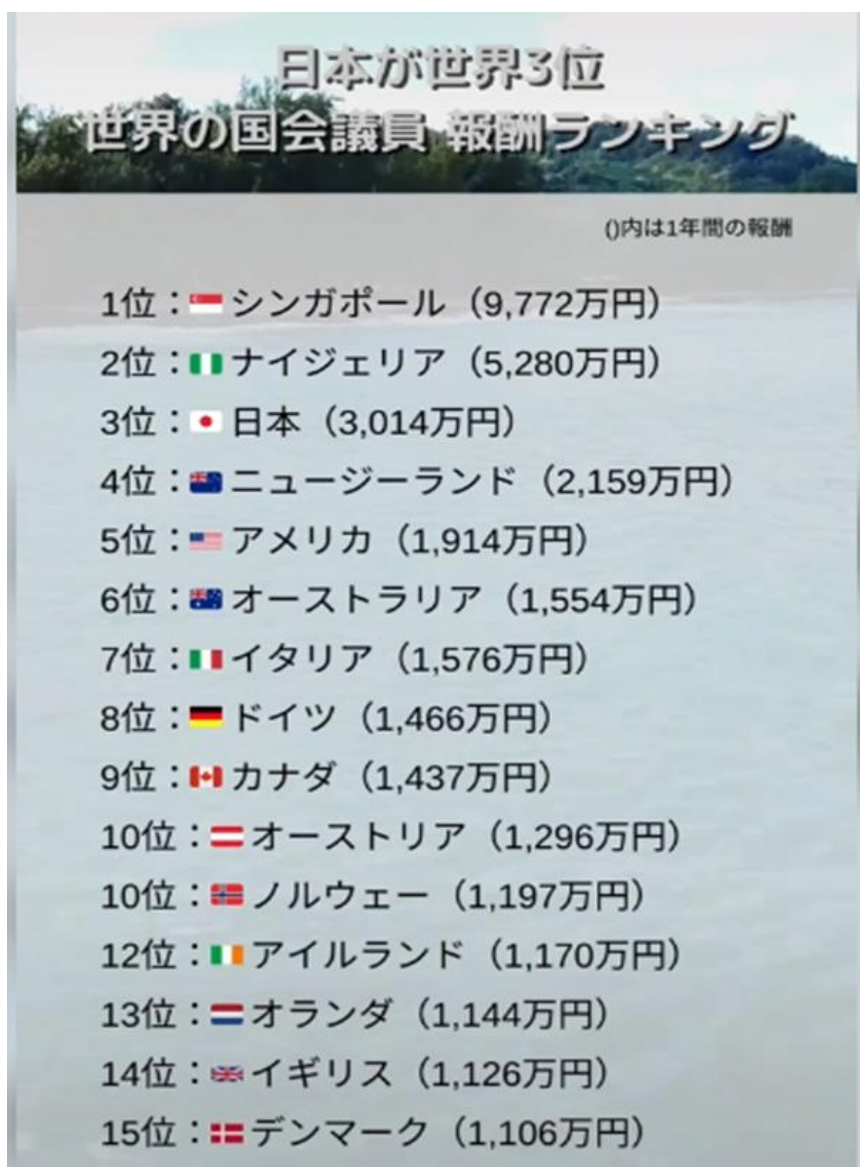 日本が世界3位
世界の国会議員 報酬ランキング
()内は1年間の報酬
1位：🇸🇬シンガポール（9,772万円）
2位：🇳🇬ナイジェリア（5,280万円）
3位：🇯🇵日本（3,014万円）
4位：🇳🇿ニュージーランド（2,159万円）
5位：🇺🇸アメリカ（1,914万円）
6位：🇦🇺オーストラリア（1,554万円）
7位：🇮🇹イタリア（1,576万円）
8位：🇩🇪ドイツ（1,466万円）
9位：🇨🇦カナダ（1,437万円）
10位：🇦🇹オーストリア（1,296万円）
10位：🇳🇴ノルウェー（1,197万円）
12位：🇮🇪アイルランド（1,170万円）
13位：🇳🇱オランダ（1,144万円）
14位：🇬🇧イギリス（1,126万円）
15位：🇩🇰デンマーク（1,106万円）